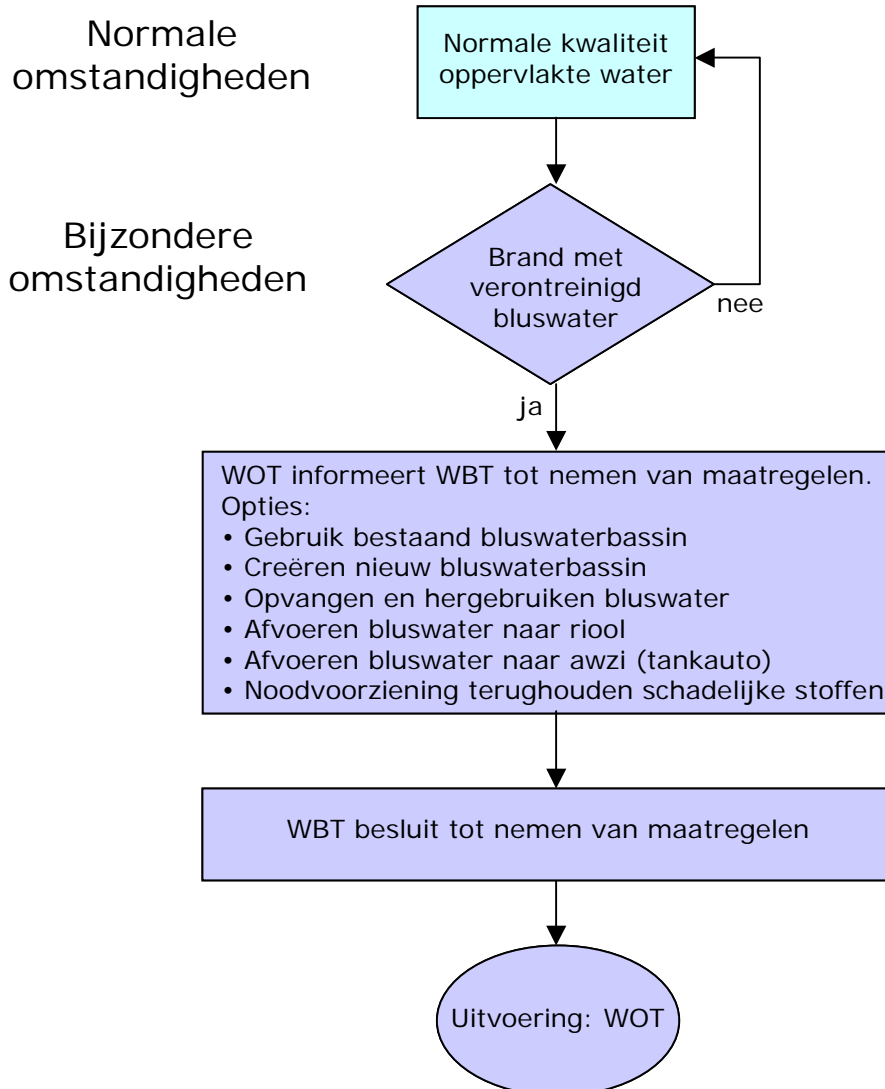 Normale
omstandigheden
Normale kwaliteit
oppervlakte water
Bijzondere
omstandigheden
Brand met
verontreinigd
bluswater
nee
ja
WOT informeert WBT tot nemen van maatregelen.
Opties:
• Gebruik bestaand bluswaterbassin
• Creëren nieuw bluswaterbassin
• Opvangen en hergebruiken bluswater
• Afvoeren bluswater naar riool
• Afvoeren bluswater naar awzi (tankauto)
• Noodvoorziening terughouden schadelijke stoffen
WBT besluit tot nemen van maatregelen
Uitvoering: WOT